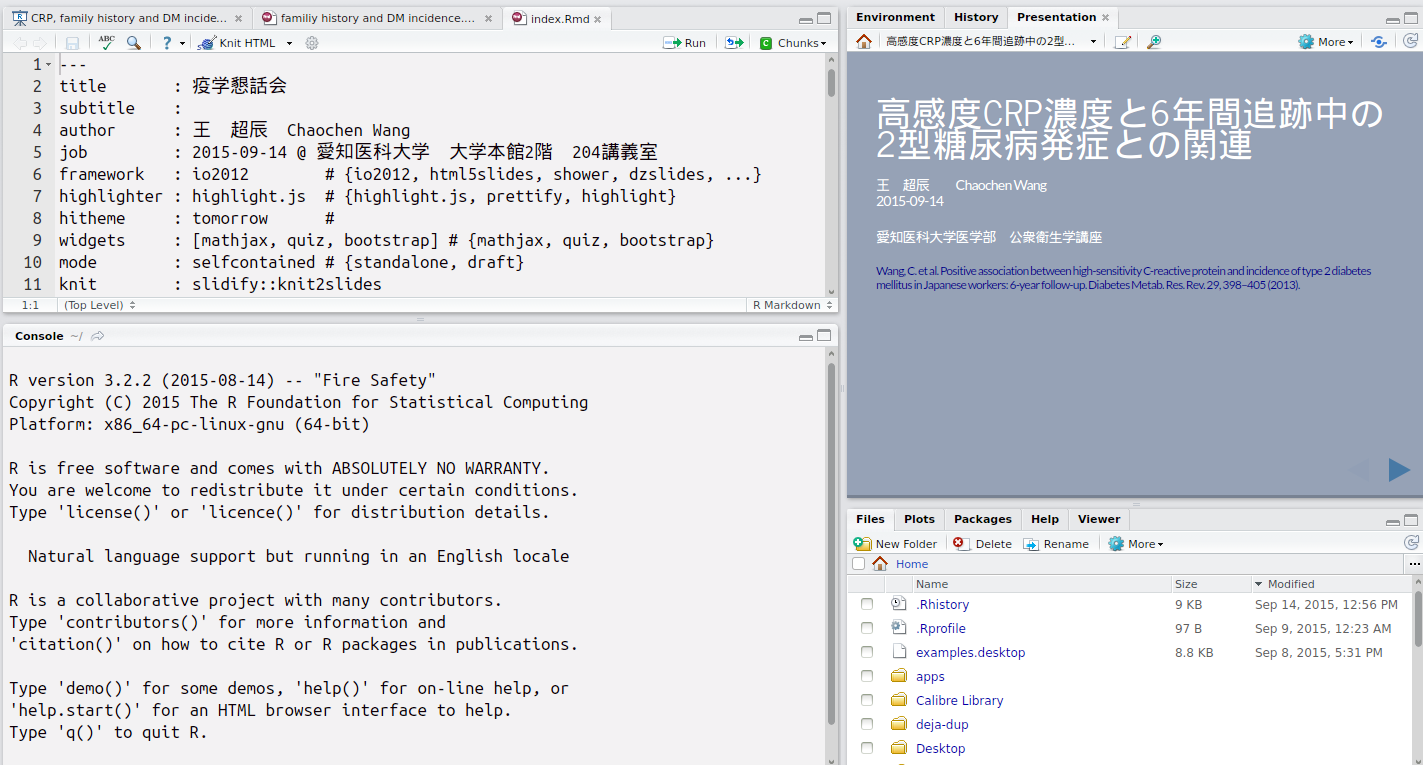 CRP, family history and DM incide...
familiy history and DM incidence....
index.Rmd
ABC
Knit HTML
Run
Chunks
1 ---
2 title : 疫学懇話会
3 subtitle :
4 author : 王　超辰　Chaochen Wang
5 job : 2015-09-14 @ 愛知医科大学　大学本館2階　204講義室
6 framework : io2012 # {io2012, html5slides, shower, dzslides, ...}
7 highlighter : highlight.js # {highlight.js, prettify, highlight}
8 hitheme : tomorrow #
9 widgets : [mathjax, quiz, bootstrap] # {mathjax, quiz, bootstrap}
10 mode : selfcontained # {standalone, draft}
11 knit : slidify::knit2slides
1:1 (Top Level) R Markdown
Console ~/
R version 3.2.2 (2015-08-14) -- "Fire Safety"
Copyright (C) 2015 The R Foundation for Statistical Computing
Platform: x86_64-pc-linux-gnu (64-bit)
R is free software and comes with ABSOLUTELY NO WARRANTY.
You are welcome to redistribute it under certain conditions.
Type 'license()' or 'licence()' for distribution details.
Natural language support but running in an English locale
R is a collaborative project with many contributors.
Type 'contributors()' for more information and
'citation()' on how to cite R or R packages in publications.
Type 'demo()' for some demos, 'help()' for on-line help, or
'help.start()' for an HTML browser interface to help.
Type 'q()' to quit R.
Environment History Presentation
高感度CRP濃度と6年間追跡中の2型... More
高感度CRP濃度と6年間追跡中の
2型糖尿病発症との関連
王　超辰　　Chaochen Wang
2015-09-14
愛知医科大学医学部　公衆衛生学講座
Wang, C. et al. Positive association between high-sensitivity C-reactive protein and incidence of type 2 diabetes
mellitus in Japanese workers: 6-year follow-up. Diabetes Metab. Res. Rev. 29, 398–405 (2013).
Files Plots Packages Help Viewer
New Folder Delete Rename More
Home ...
Name Size Modified
.Rhistory 9 KB Sep 14, 2015, 12:56 PM
.Rprofile 97 B Sep 9, 2015, 12:23 AM
examples.desktop 8.8 KB Sep 8, 2015, 5:31 PM
apps
Calibre Library
deja-dup
Desktop